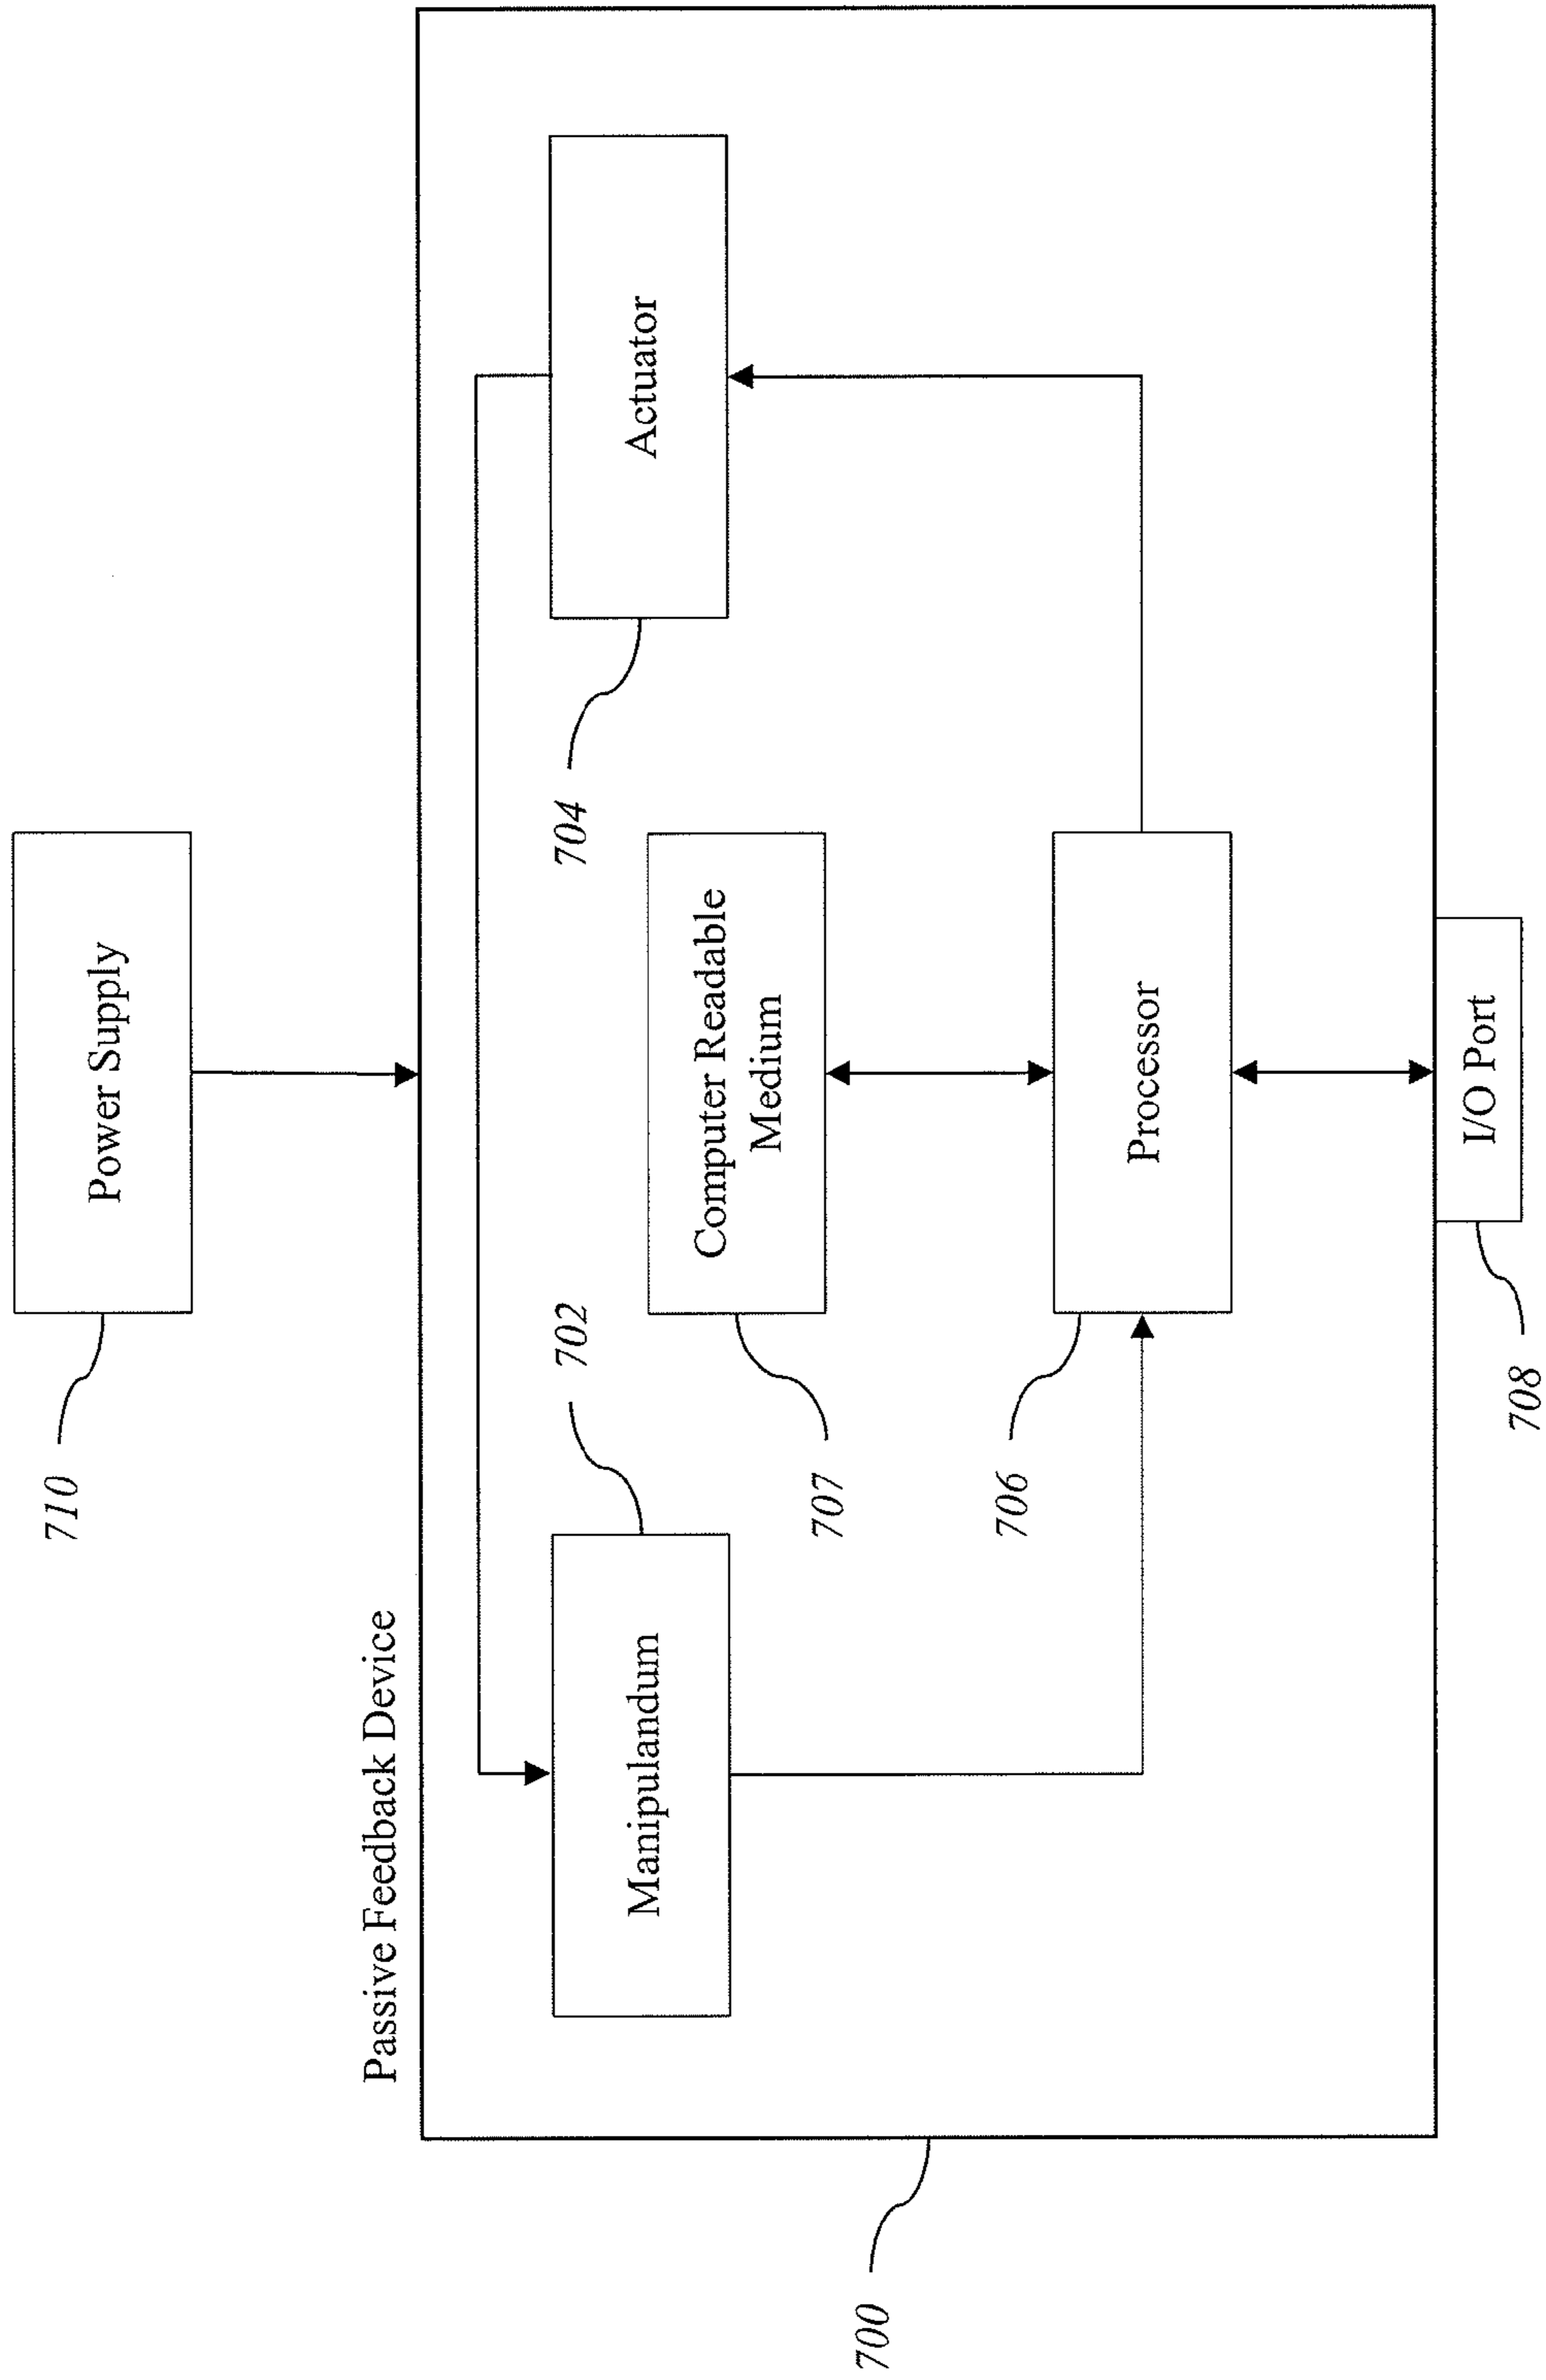 710
Power Supply
Passive Feedback Device
700
Manipulandum
702
Actuator
704
Computer Readable
Medium
707
Processor
706
I/O Port
708